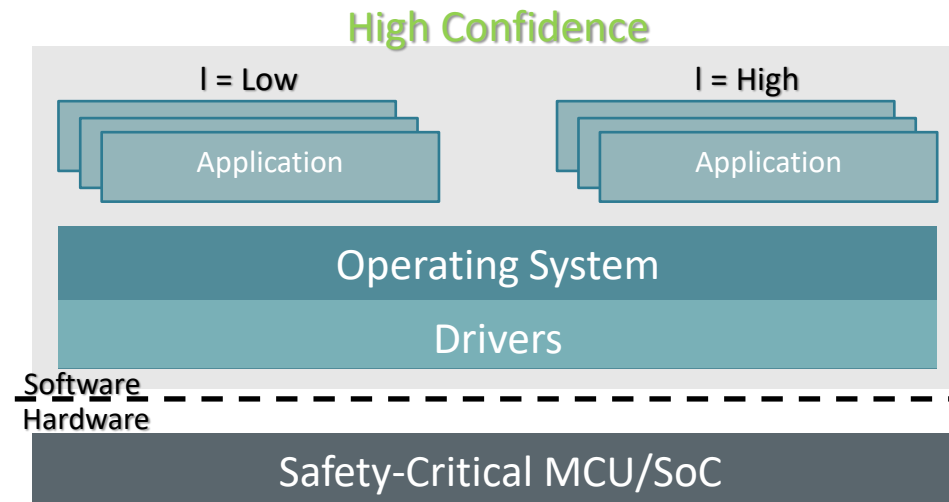 High Confidence
l = Low
l = High
Application
Application
Operating System
Drivers
Software
Hardware
Safety-Critical MCU/SoC